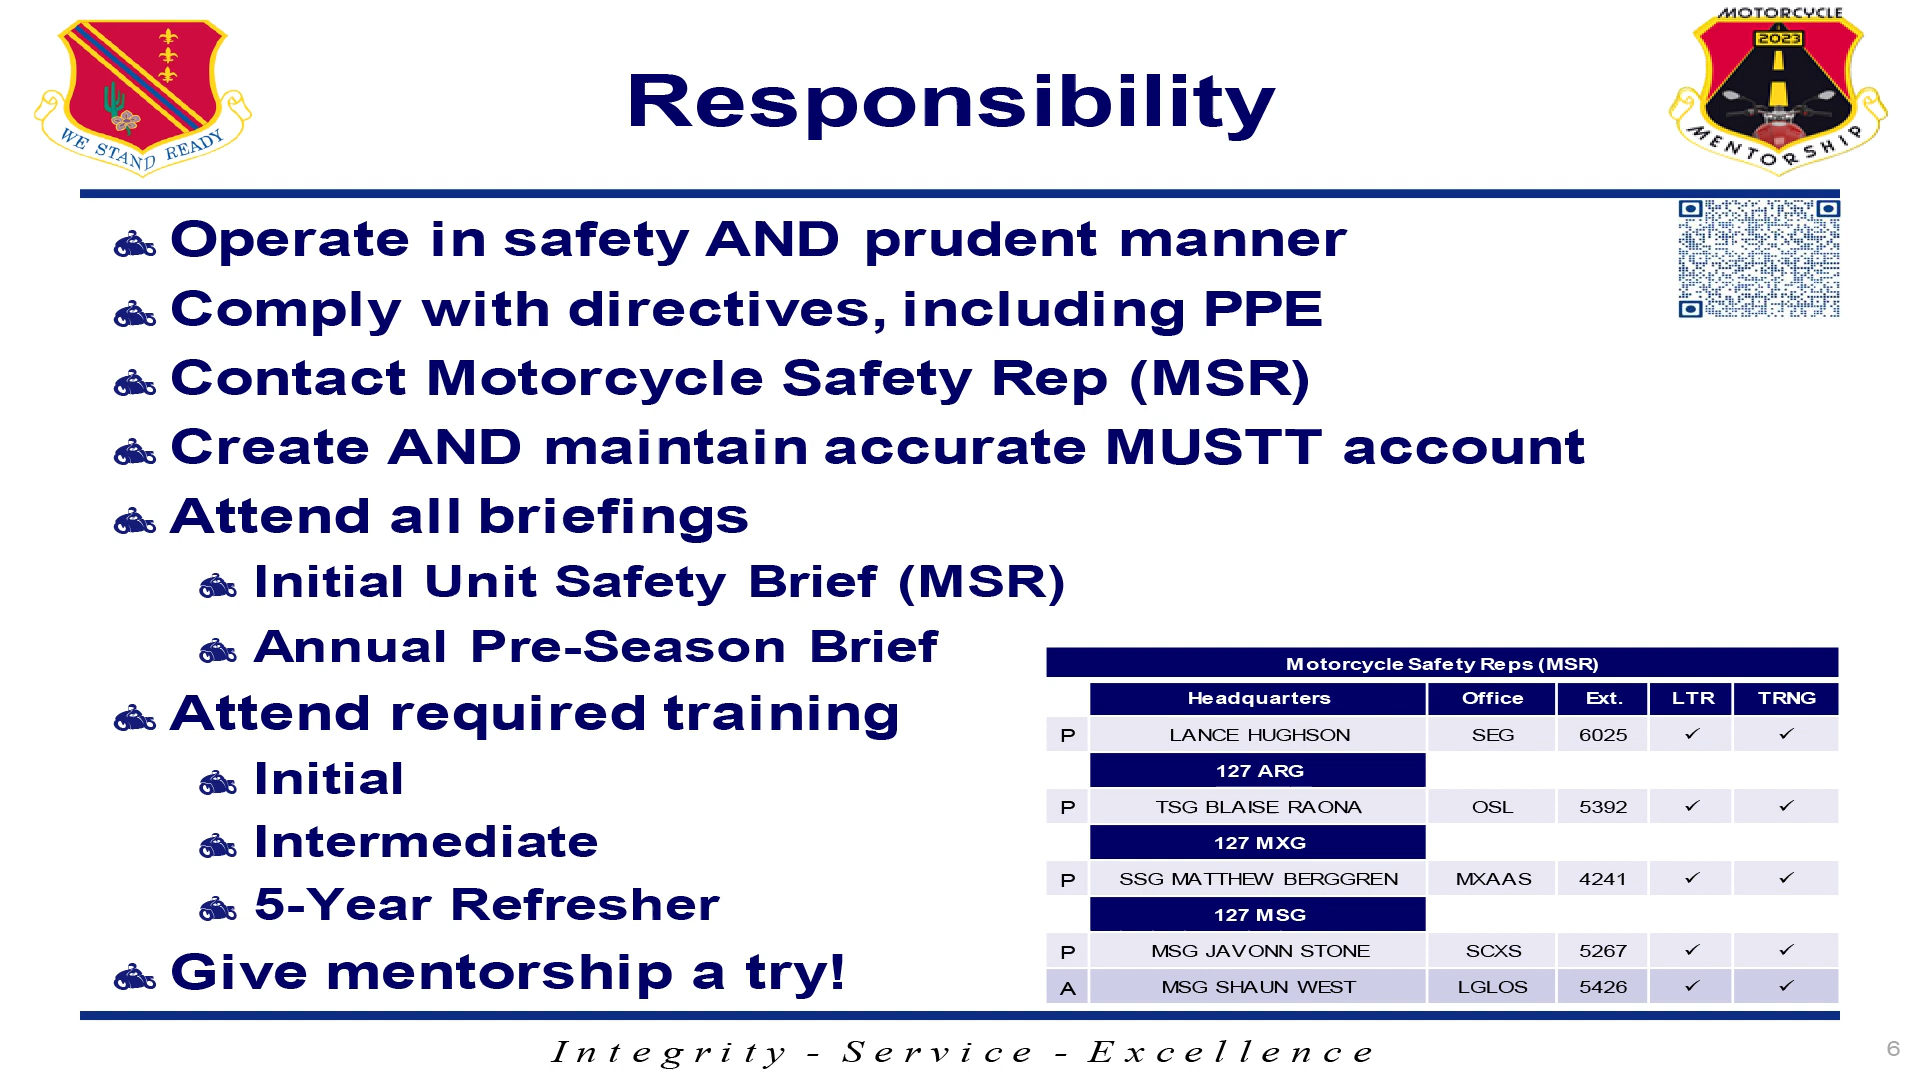 WE STAND READY
Responsibility
MOTORCYCLE
2023
MENTORSHIP
Operate in safety AND prudent manner
Comply with directives, including PPE
Contact Motorcycle Safety Rep (MSR)
Create AND maintain accurate MUSTT account
Attend all briefings
Initial Unit Safety Brief (MSR)
Annual Pre-Season Brief
Attend required training
Initial
Intermediate
5-Year Refresher
Give mentorship a try!
Motorcycle Safety Reps (MSR)
Headquarters Office Ext. LTR TRNG
P LANCE HUGHSON SEG 6025 ✓ ✓
127 ARG
P TSG BLAISE RAONA OSL 5392 ✓ ✓
127 MXG
P SSG MATTHEW BERGGREN MXAAS 4241 ✓ ✓
127 MSG
P MSG JAVONN STONE SCXS 5267 ✓ ✓
A MSG SHAUN WEST LGLOS 5426 ✓ ✓
Integrity - Service - Excellence
6